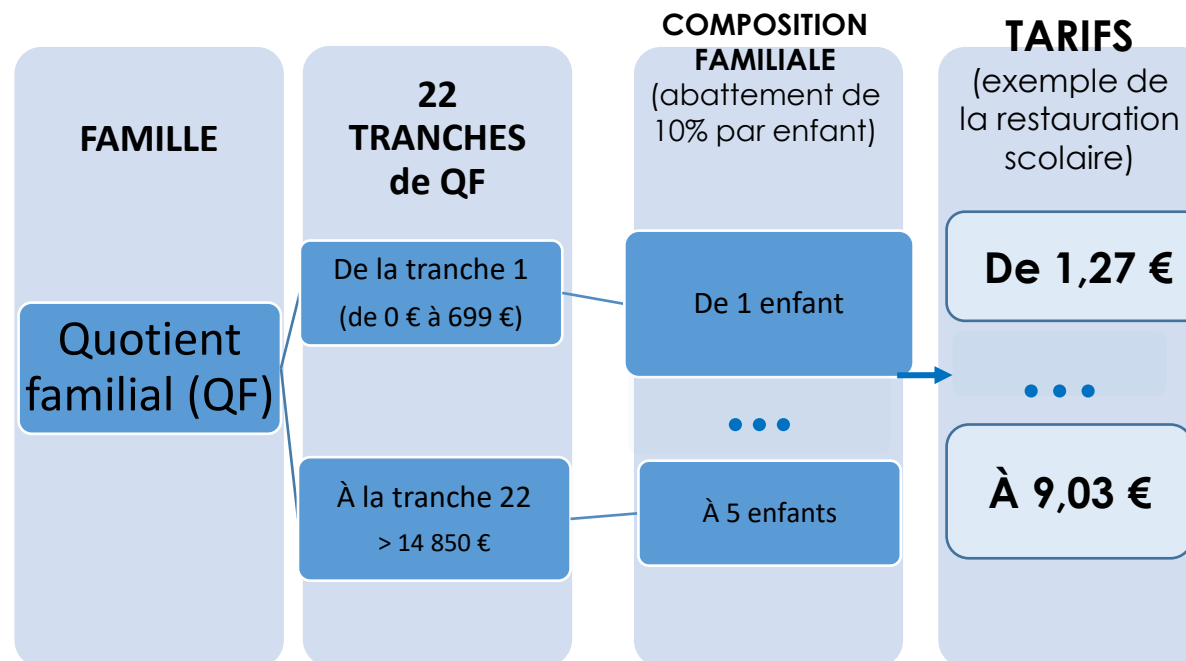 FAMILLE
Quotient
familial (QF)
22
TRANCHES
de QF
De la tranche 1
(de 0 € à 699 €)
À la tranche 22
> 14 850 €
COMPOSITION
FAMILIALE
(abattement de
10% par enfant)
De 1 enfant
...
À 5 enfants
TARIFS
(exemple de
la restauration
scolaire)
De 1,27 €
...
À 9,03 €